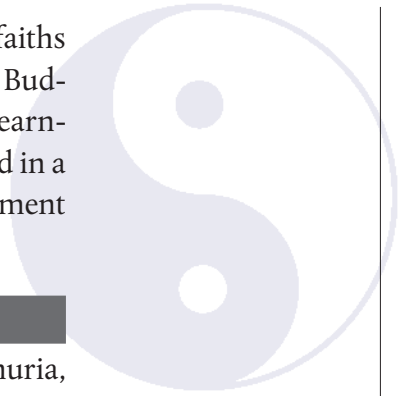 faiths
Bud-
earn-
d in a
ment
nuria,